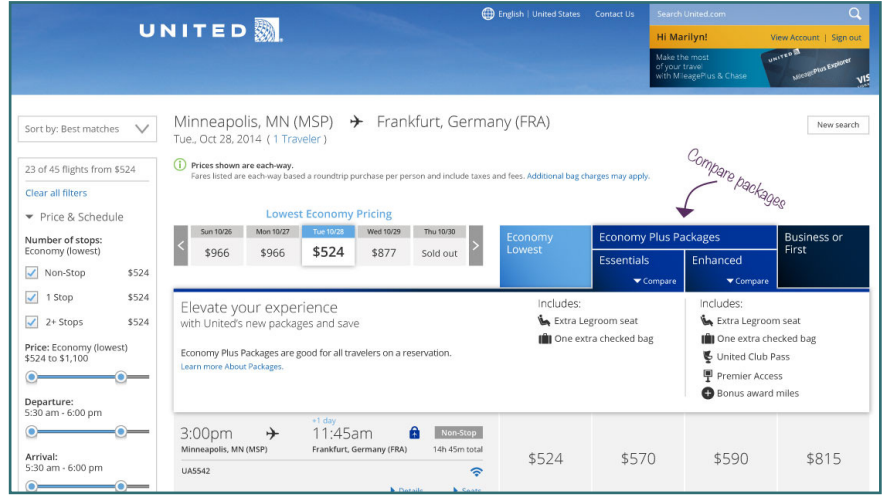 UNITED
English | United States
Contact Us
Search United.com
Hi Marilyn!
View Account | Sign out
Make the most
of your travel
with MileagePlus & Chase
UNITED
MileagePlus Explorer
VIS
Sort by: Best matches
Minneapolis, MN (MSP) Frankfurt, Germany (FRA)
Tue., Oct 28, 2014 ( 1 Traveler )
New search
Prices shown are each-way.
Fares listed are each-way based a roundtrip purchase per person and include taxes and fees. Additional bag charges may apply.
Compare packages
23 of 45 flights from $524
Clear all filters
Price & Schedule
Number of stops:
Economy (lowest)
Non-Stop $524
1 Stop $524
2+ Stops $524
Price: Economy (lowest)
$524 to $1,100
Departure:
5:30 am - 6:00 pm
Arrival:
5:30 am - 6:00 pm
Lowest Economy Pricing
Sun 10/26 Mon 10/27 Tue 10/28 Wed 10/29 Thu 10/30
< $966 $966 $524 $877 Sold out >
Economy
Lowest
Economy Plus Packages
Essentials
Compare
Enhanced
Compare
Business or
First
Elevate your experience
with United's new packages and save
Economy Plus Packages are good for all travelers on a reservation.
Learn more About Packages.
Includes:
Extra Legroom seat
One extra checked bag
Includes:
Extra Legroom seat
One extra checked bag
United Club Pass
Premier Access
Bonus award miles
+1 day
3:00pm 11:45am Non-Stop
Minneapolis, MN (MSP) Frankfurt, Germany (FRA) 14h 45m total
UA5542
Details Seats
$524 $570 $590 $815